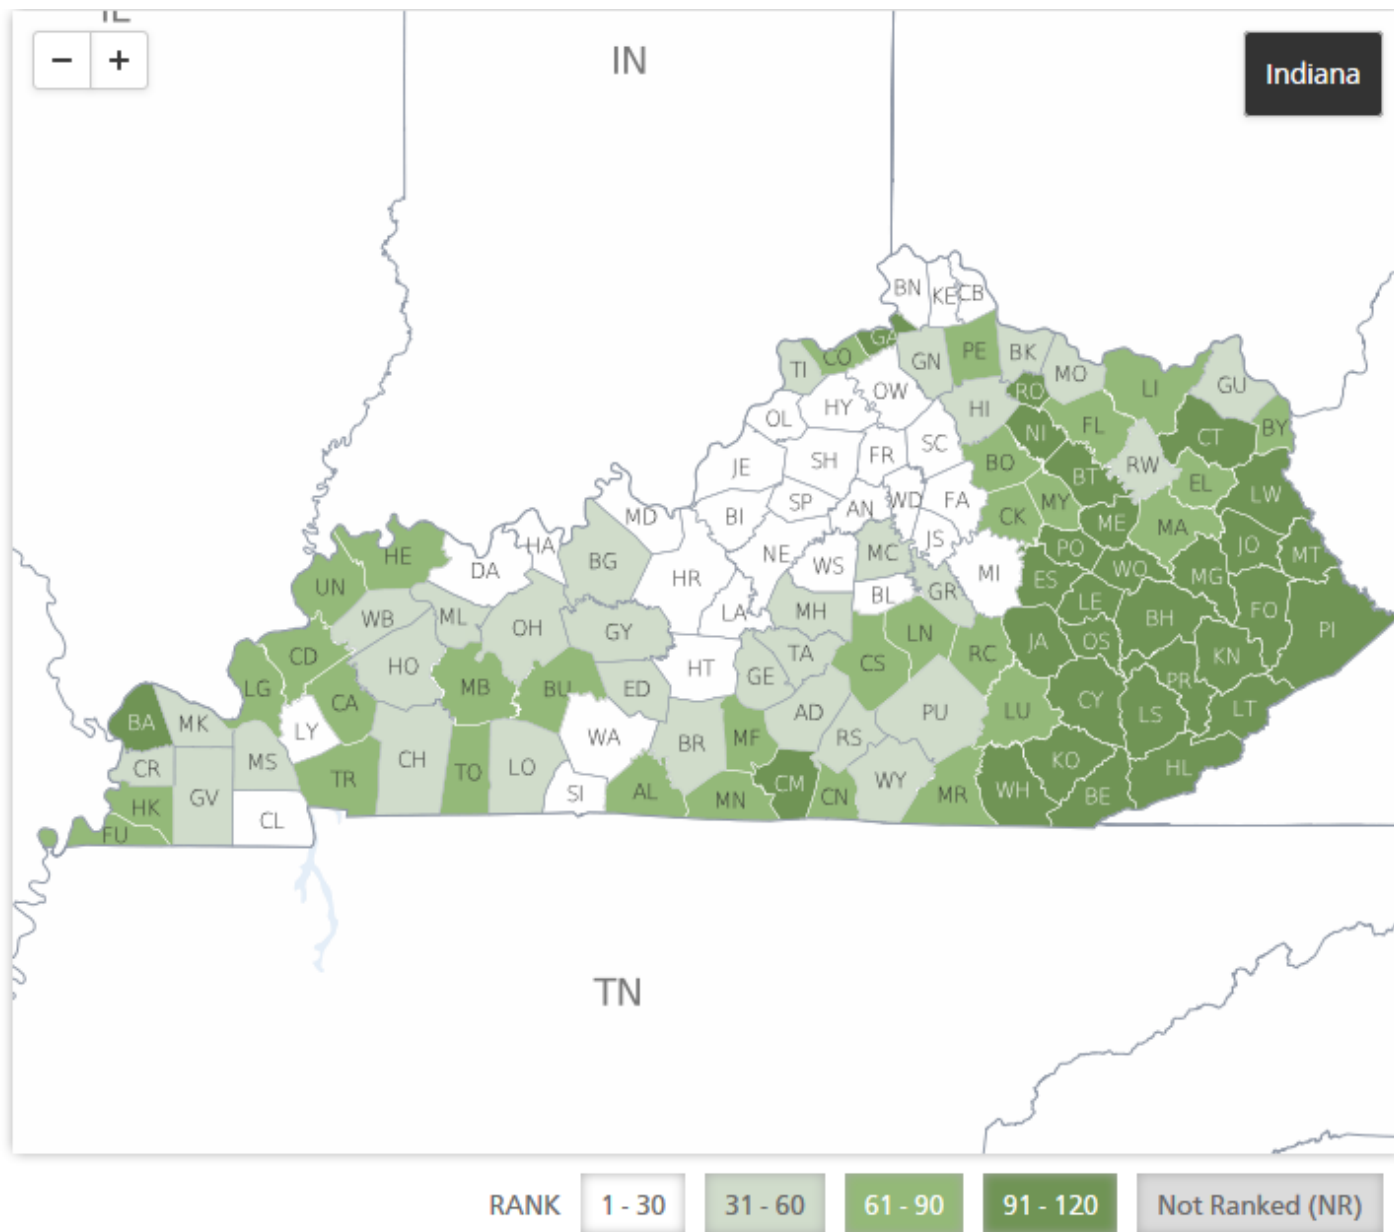 − +
IN
Indiana
BN KE CB
GA
TI CO GN PE BK MO LI GU
OL HY OW HI RO FL CT BY
JE SH FR SC BO NI BT RW EL LW
MD BI SP AN WD FA CK MY ME MA JO MT
HE HA DA BG HR NE WS MC JS MI PO WO MG
UN WB ML OH GY LA MH BL GR ES LE BH FO PI
CD HO HT TA CS LN RC JA OS KN
LG CA MB BU ED GE AD PU LU CY PR LS LT
BA MK LY WA BR MF RS
CR MS CH TO LO WY KO HL
HK GV TR SI AL MN CM CN MR WH BE
FU CL
TN
RANK 1 - 30 31 - 60 61 - 90 91 - 120 Not Ranked (NR)